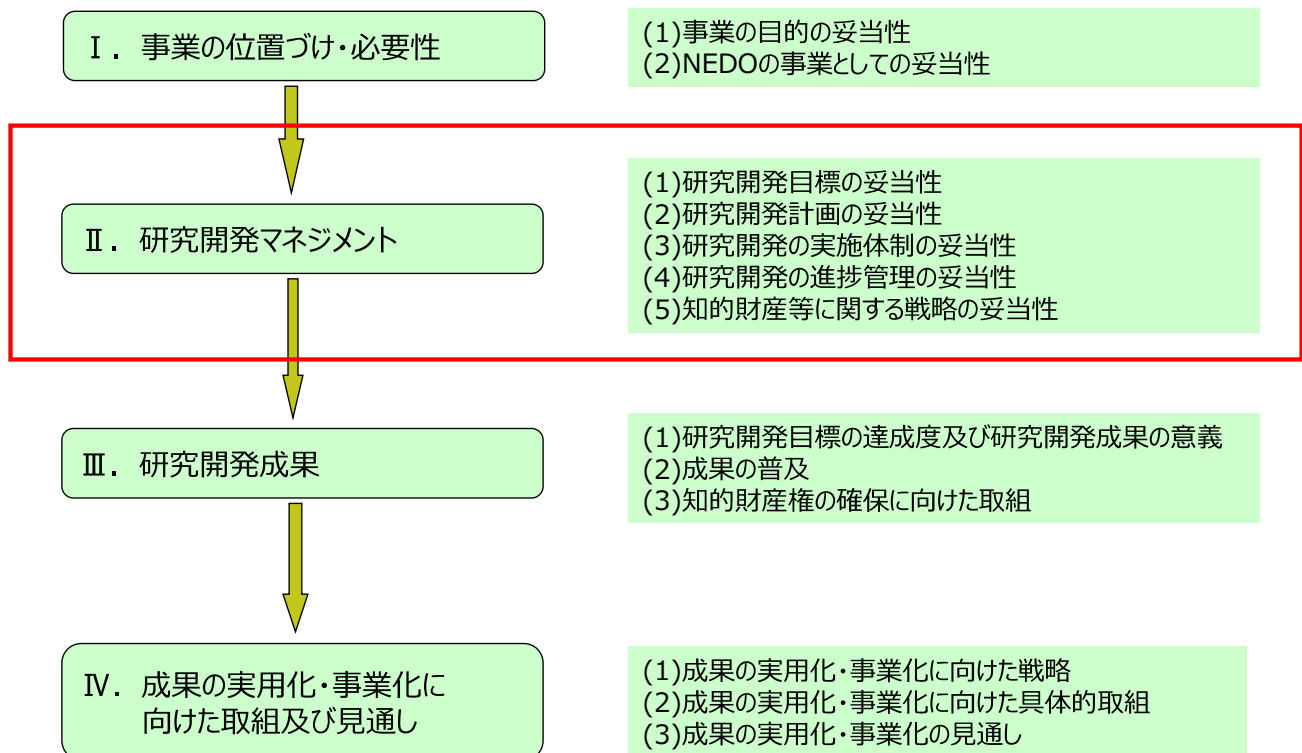 Ⅰ．事業の位置づけ・必要性
(1)事業の目的の妥当性
(2)NEDOの事業としての妥当性
Ⅱ．研究開発マネジメント
(1)研究開発目標の妥当性
(2)研究開発計画の妥当性
(3)研究開発の実施体制の妥当性
(4)研究開発の進捗管理の妥当性
(5)知的財産等に関する戦略の妥当性
Ⅲ．研究開発成果
(1)研究開発目標の達成度及び研究開発成果の意義
(2)成果の普及
(3)知的財産権の確保に向けた取組
Ⅳ．成果の実用化・事業化に
向けた取組及び見通し
(1)成果の実用化・事業化に向けた戦略
(2)成果の実用化・事業化に向けた具体的取組
(3)成果の実用化・事業化の見通し